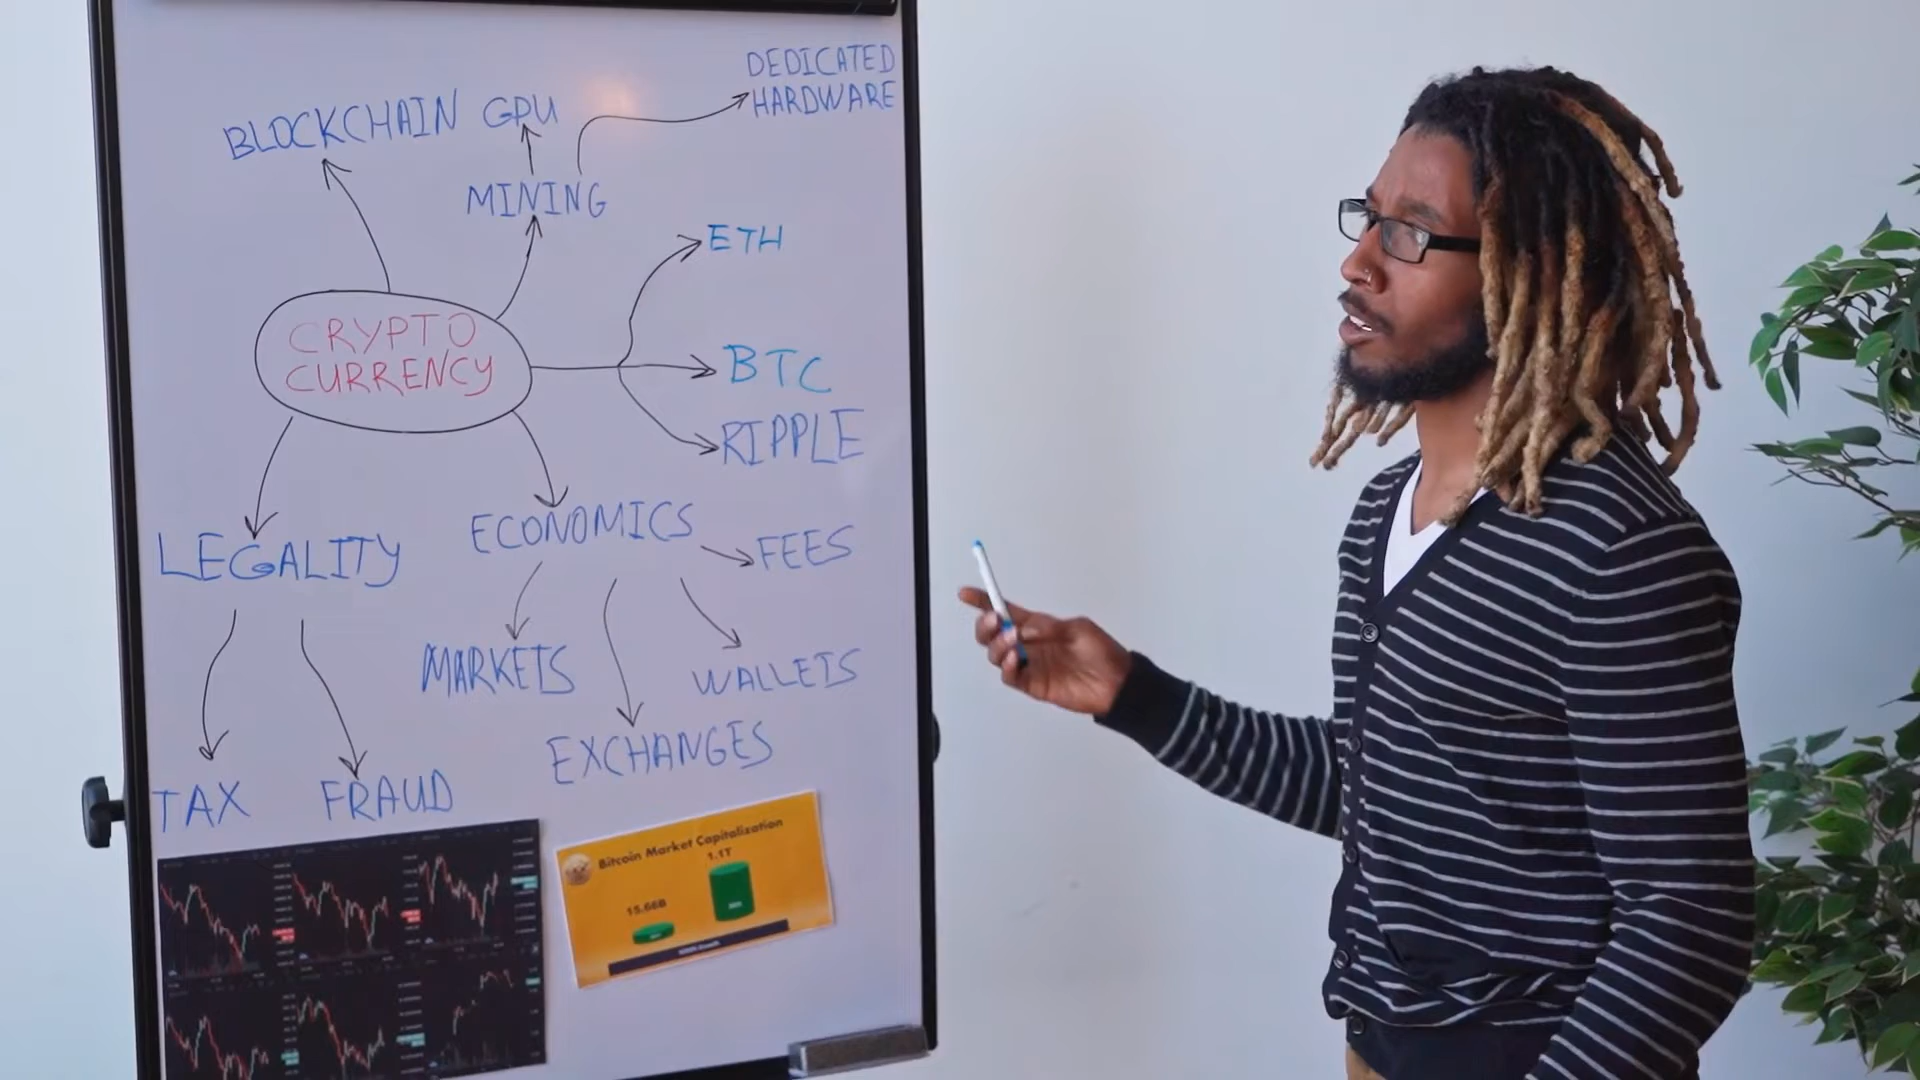 DEDICATED
HARDWARE
BLOCKCHAIN
GPU
MINING
ETH
CRYPTO
CURRENCY
BTC
RIPPLE
LEGALITY
ECONOMICS
FEES
MARKETS
WALLETS
EXCHANGES
TAX
FRAUD
Bitcoin Market Capitalization
1.1T
15.66B